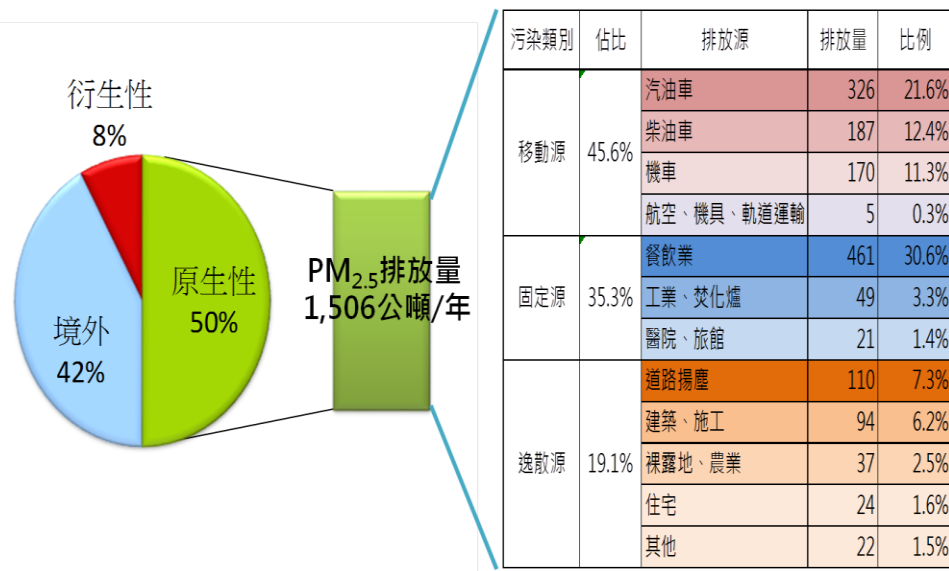 衍生性
8%
原生性
50%
境外
42%
PM2.5排放量
1,506公噸/年
污染類別 佔比 排放源 排放量 比例
移動源 45.6%
汽油車 326 21.6%
柴油車 187 12.4%
機車 170 11.3%
航空、機具、軌道運輸 5 0.3%
固定源 35.3%
餐飲業 461 30.6%
工業、焚化爐 49 3.3%
醫院、旅館 21 1.4%
逸散源 19.1%
道路揚塵 110 7.3%
建築、施工 94 6.2%
裸露地、農業 37 2.5%
住宅 24 1.6%
其他 22 1.5%